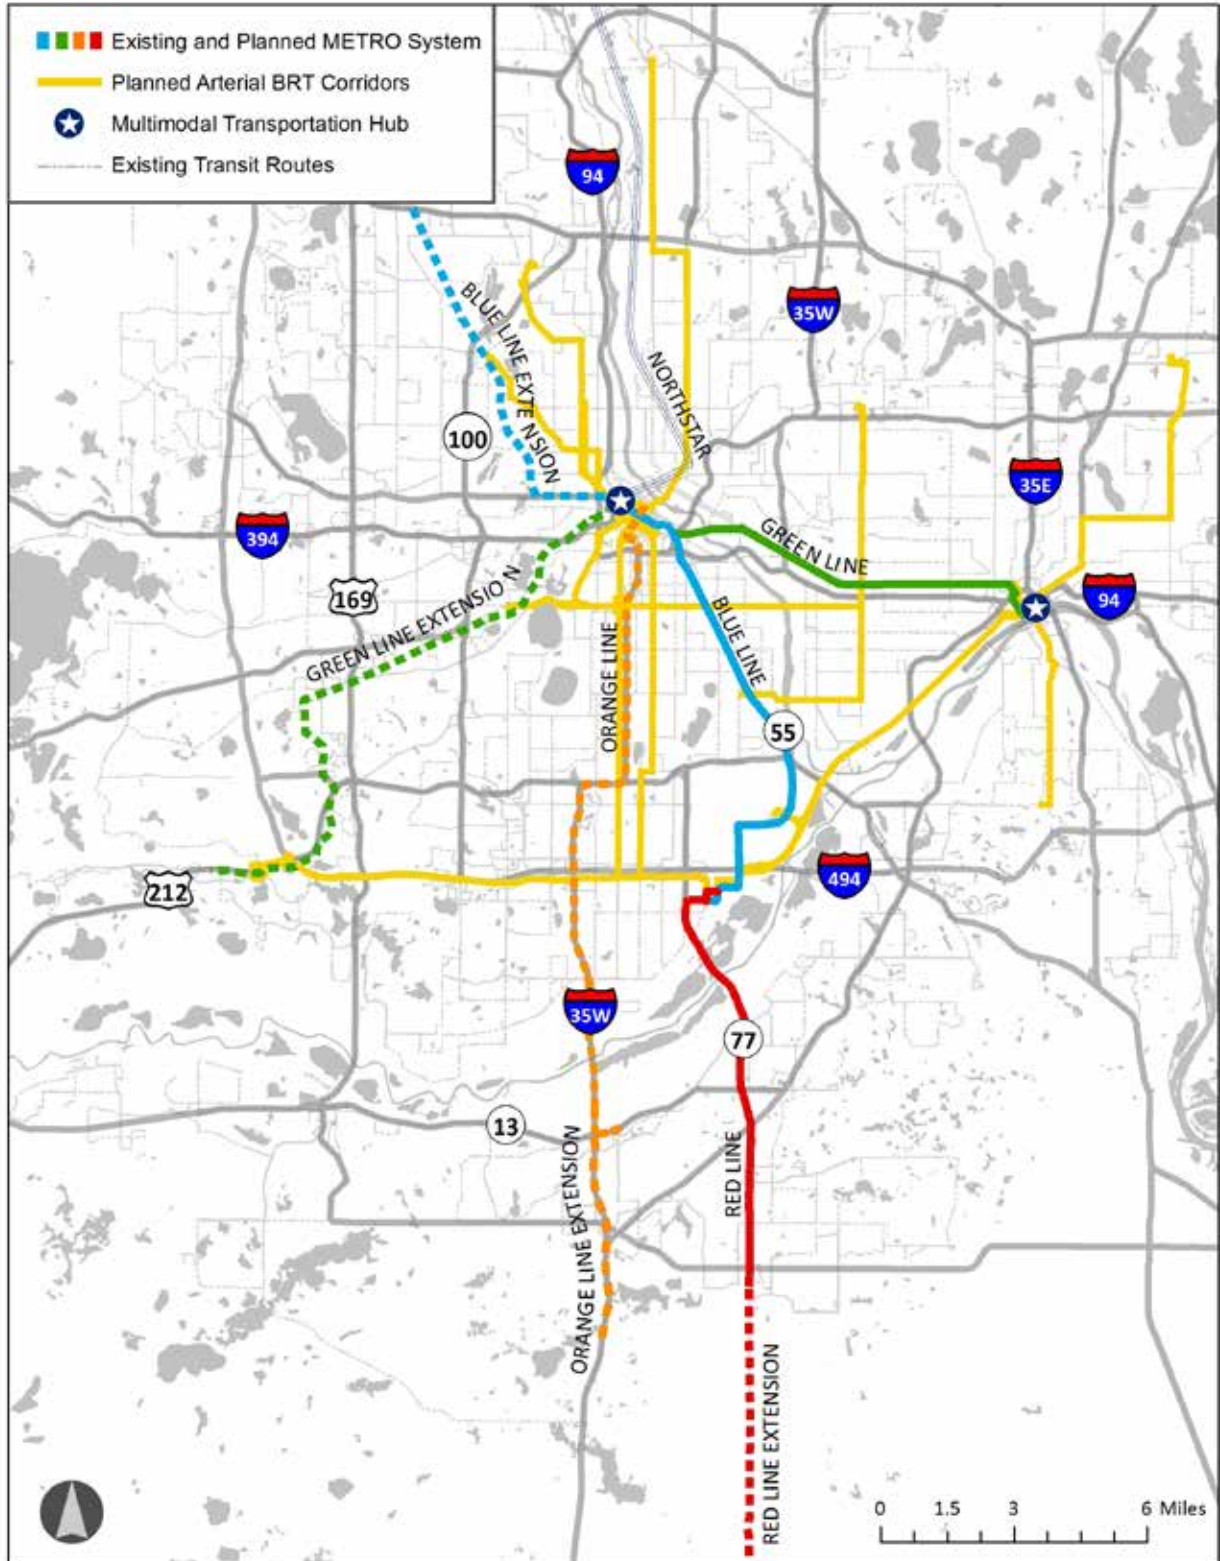 Existing and Planned METRO System
Planned Arterial BRT Corridors
Multimodal Transportation Hub
Existing Transit Routes
94
35W
BLUE LINE EXTENSION
NORTHSTAR
100
35E
394
169
GREEN LINE
94
GREEN LINE EXTENSION
ORANGE LINE
BLUE LINE
55
212
494
35W
77
13
ORANGE LINE EXTENSION
RED LINE
RED LINE EXTENSION
0 1.5 3 6 Miles